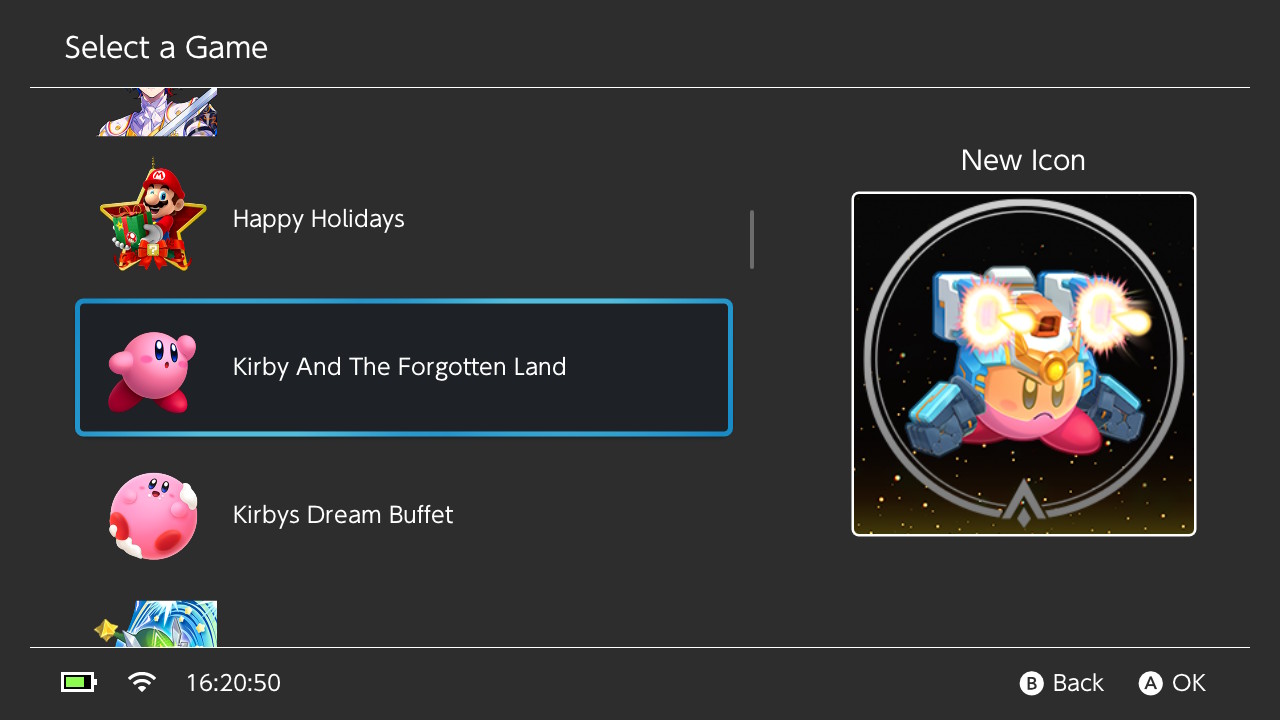 Select a Game
Happy Holidays
Kirby And The Forgotten Land
Kirbys Dream Buffet
New Icon
16:20:50
B Back
A OK